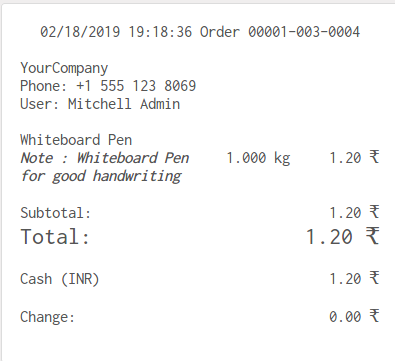 02/18/2019 19:18:36 Order 00001-003-0004
YourCompany
Phone: +1 555 123 8069
User: Mitchell Admin
Whiteboard Pen
Note : Whiteboard Pen 1.000 kg 1.20 ₹
for good handwriting
Subtotal: 1.20 ₹
Total: 1.20 ₹
Cash (INR) 1.20 ₹
Change: 0.00 ₹